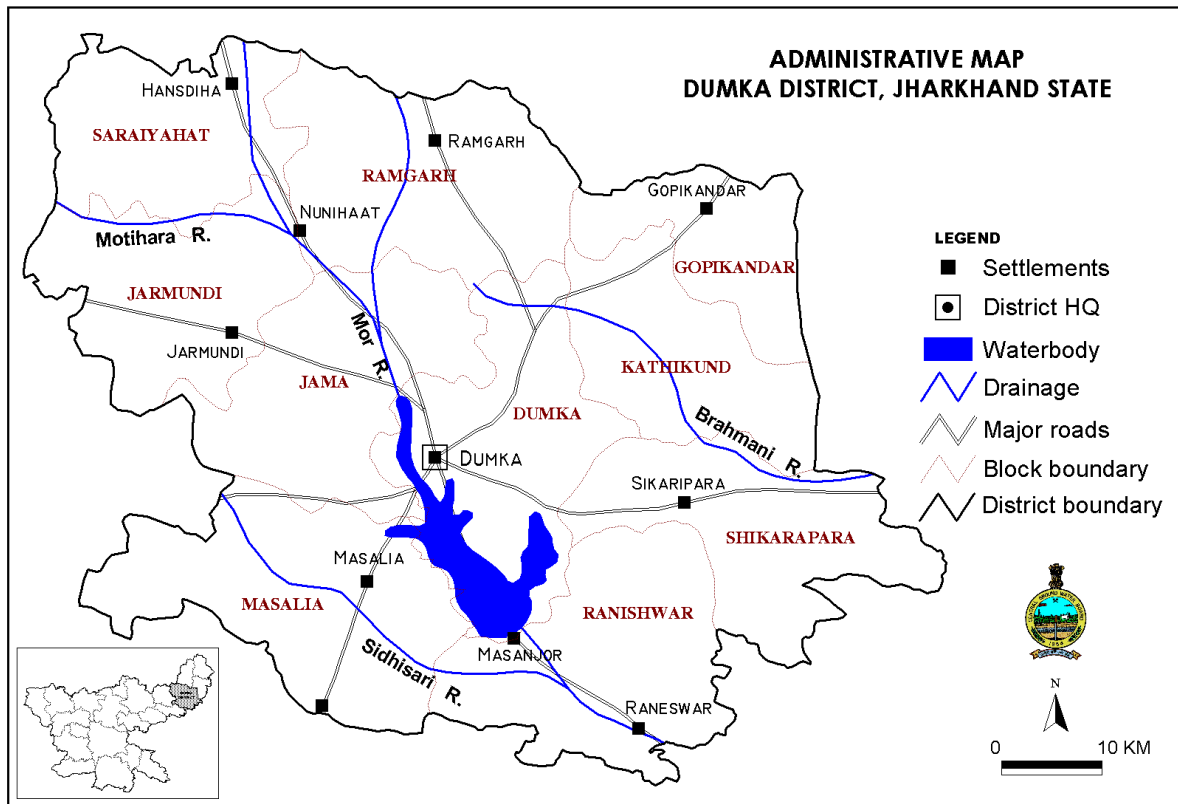 ADMINISTRATIVE MAP
DUMKA DISTRICT, JHARKHAND STATE
HANSDIHA
SARAIYAHAT
RAMGARH
RAMGARH
GOPIKANDAR
NUNIHAAT
Motihara R.
GOPIKANDAR
JARMUNDI
JARMUNDI
Mor R.
JAMA
KATHIKUND
DUMKA
Brahmani R.
DUMKA
SIKARIPARA
SHIKARAPARA
MASALIA
MASALIA
RANISHWAR
MASANJOR
Sidhisari R.
RANESWAR
LEGEND
Settlements
District HQ
Waterbody
Drainage
Major roads
Block boundary
District boundary
N
0 10 KM